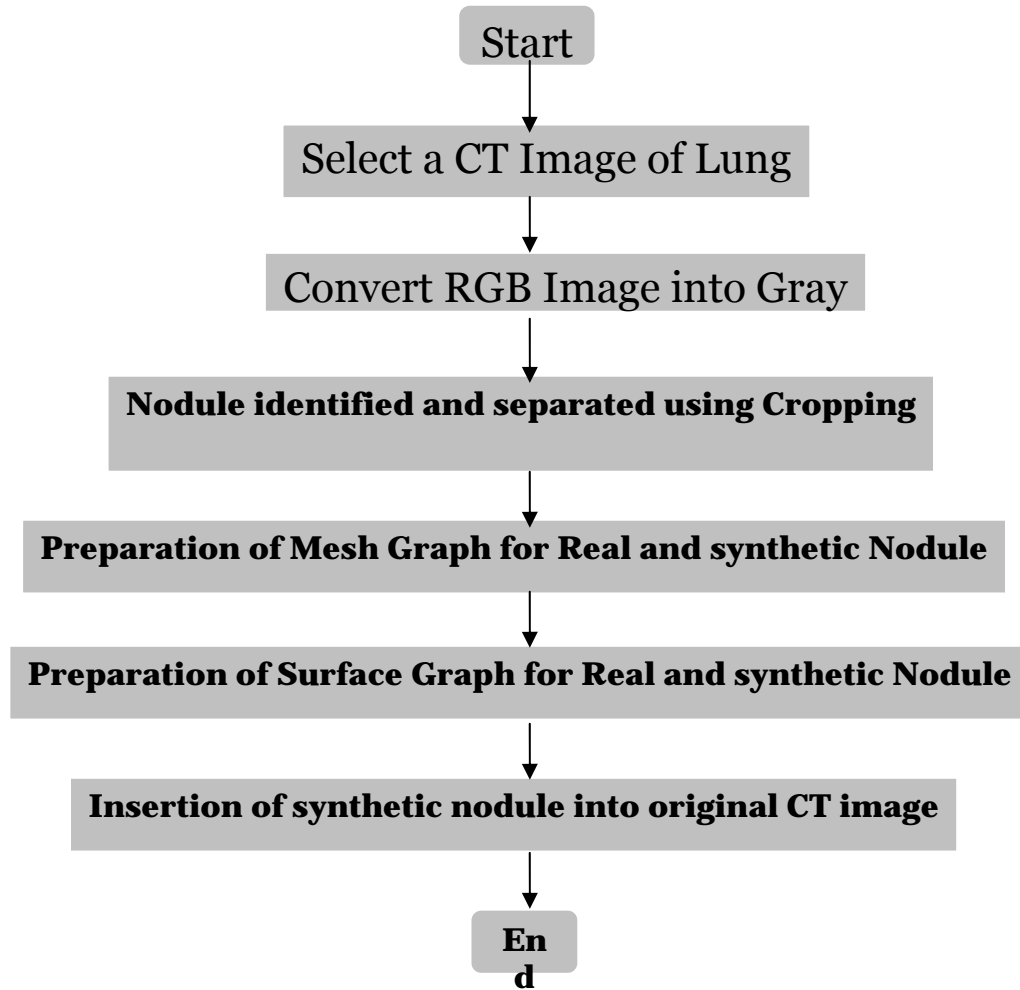 Start
Select a CT Image of Lung
Convert RGB Image into Gray
Nodule identified and separated using Cropping
Preparation of Mesh Graph for Real and synthetic Nodule
Preparation of Surface Graph for Real and synthetic Nodule
Insertion of synthetic nodule into original CT image
En
d